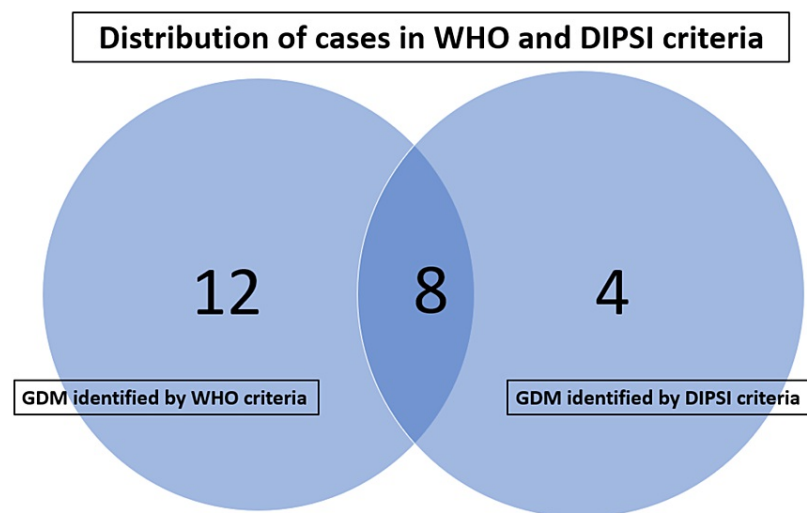 Distribution of cases in WHO and DIPSI criteria
12
8
4
GDM identified by WHO criteria
GDM identified by DIPSI criteria